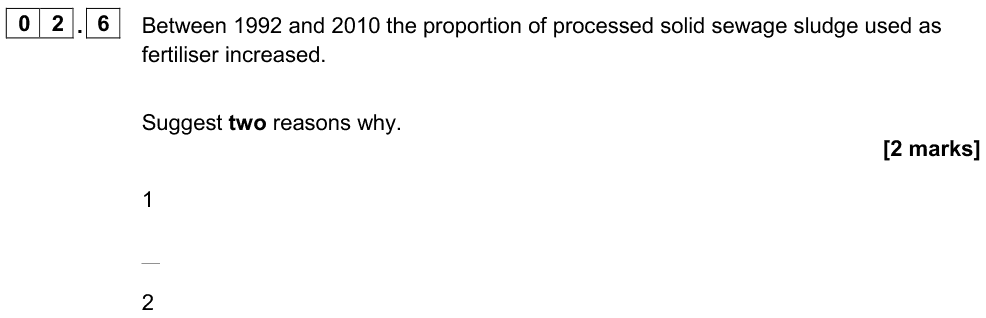 0 2 . 6 Between 1992 and 2010 the proportion of processed solid sewage sludge used as
fertiliser increased.
Suggest two reasons why.
[2 marks]
1
2